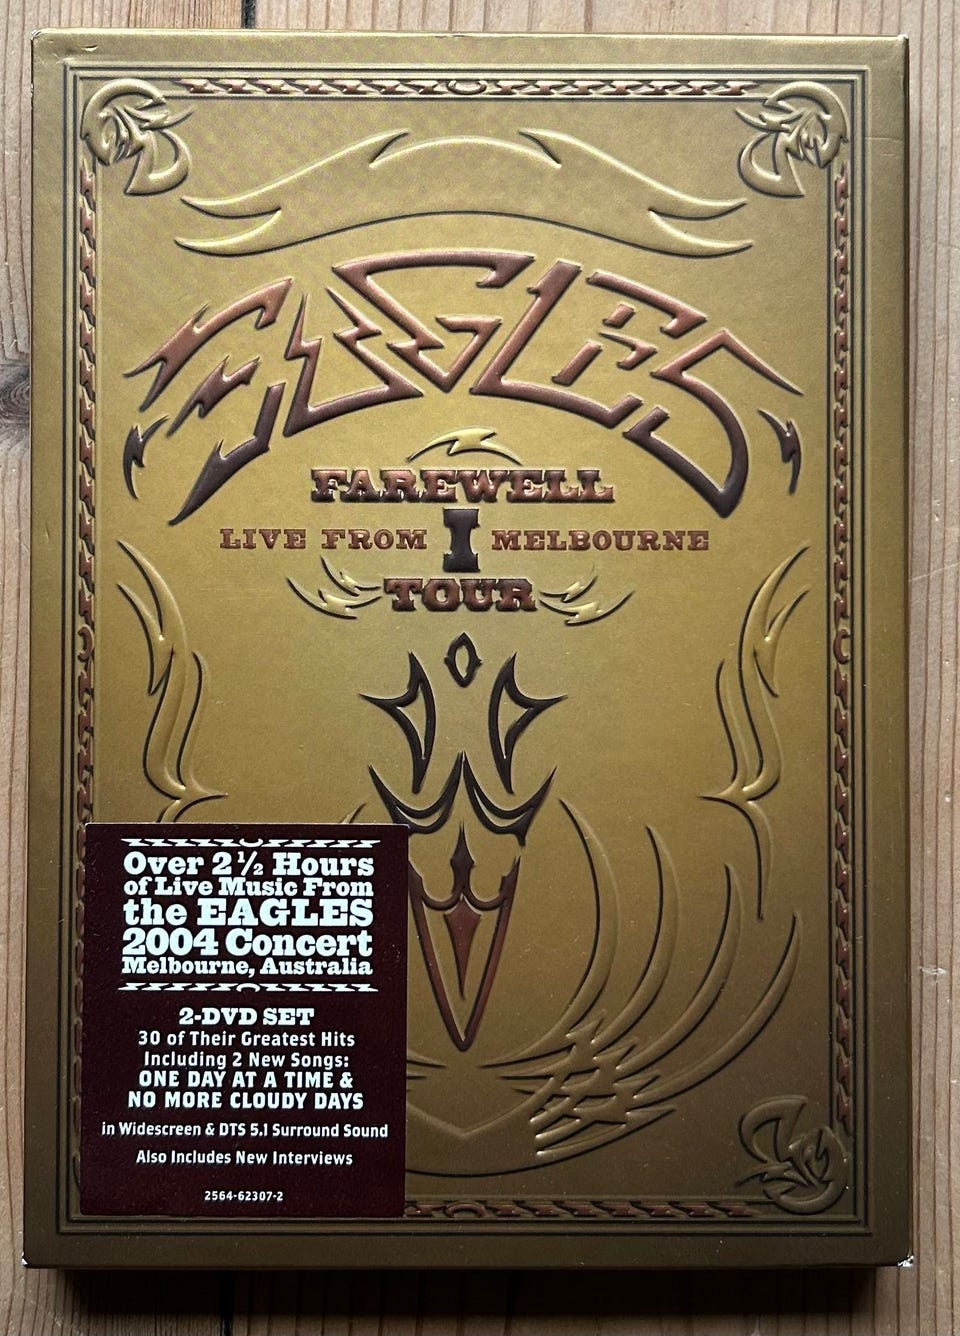 EAGLES
FAREWELL
LIVE FROM I MELBOURNE
TOUR
Over 2½ Hours
of Live Music From
the EAGLES
2004 Concert
Melbourne, Australia
2-DVD SET
30 of Their Greatest Hits
Including 2 New Songs:
ONE DAY AT A TIME &
NO MORE CLOUDY DAYS
in Widescreen & DTS 5.1 Surround Sound
Also Includes New Interviews
2564-62307-2